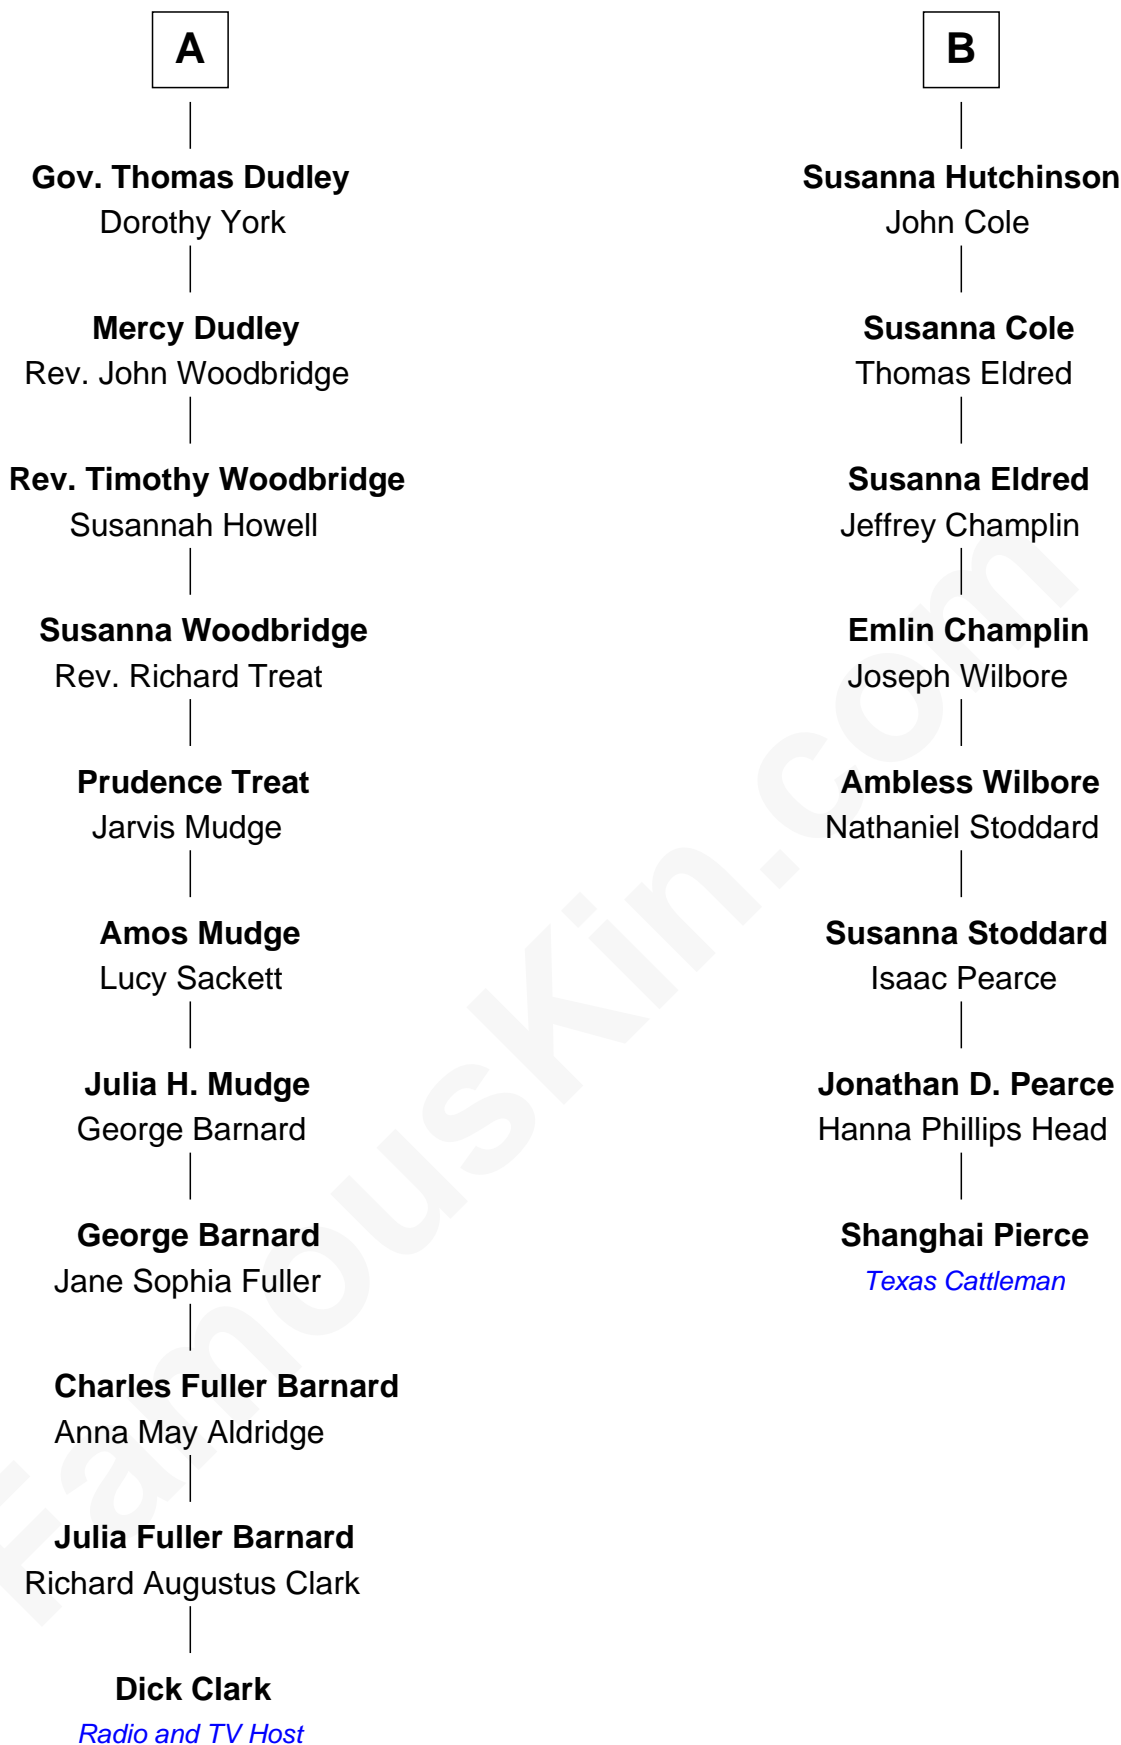 A
Gov. Thomas Dudley
Dorothy York
Mercy Dudley
Rev. John Woodbridge
Rev. Timothy Woodbridge
Susannah Howell
Susanna Woodbridge
Rev. Richard Treat
Prudence Treat
Jarvis Mudge
Amos Mudge
Lucy Sackett
Julia H. Mudge
George Barnard
George Barnard
Jane Sophia Fuller
Charles Fuller Barnard
Anna May Aldridge
Julia Fuller Barnard
Richard Augustus Clark
Dick Clark
Radio and TV Host
B
Susanna Hutchinson
John Cole
Susanna Cole
Thomas Eldred
Susanna Eldred
Jeffrey Champlin
Emlin Champlin
Joseph Wilbore
Ambless Wilbore
Nathaniel Stoddard
Susanna Stoddard
Isaac Pearce
Jonathan D. Pearce
Hanna Phillips Head
Shanghai Pierce
Texas Cattleman
FamousKin.com